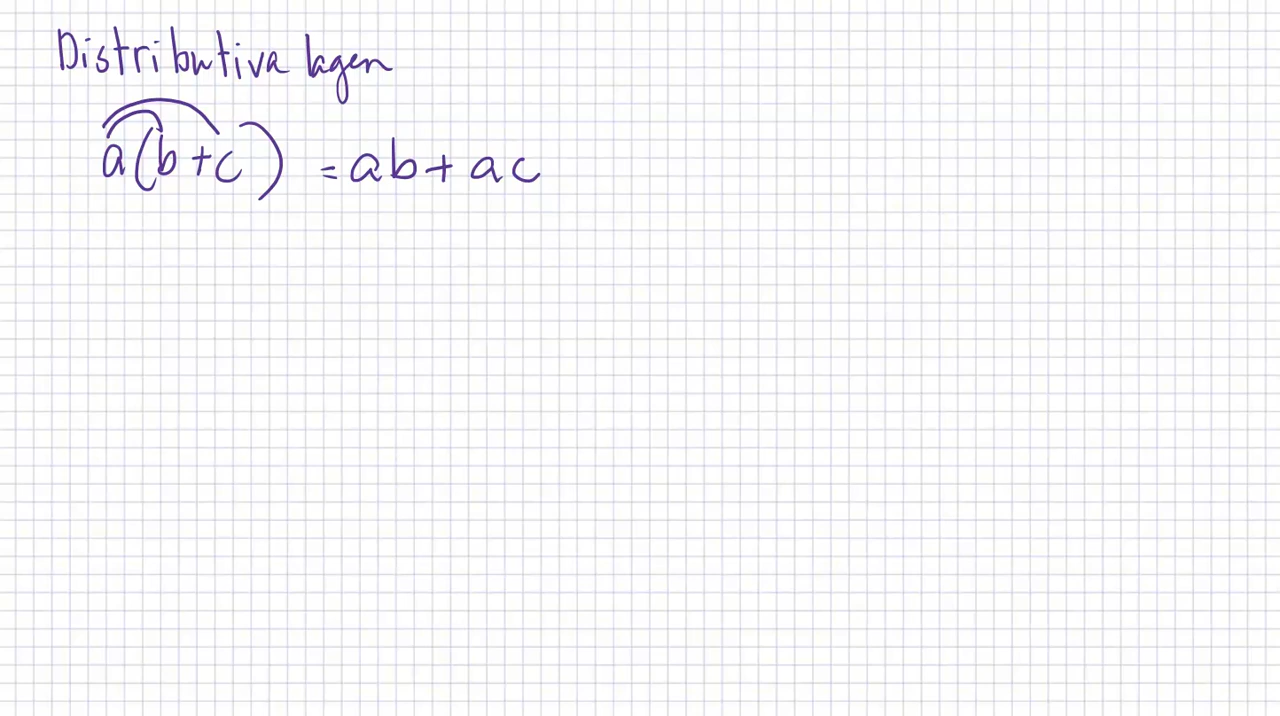 Distributiva lagen
a(b+c) = ab + ac